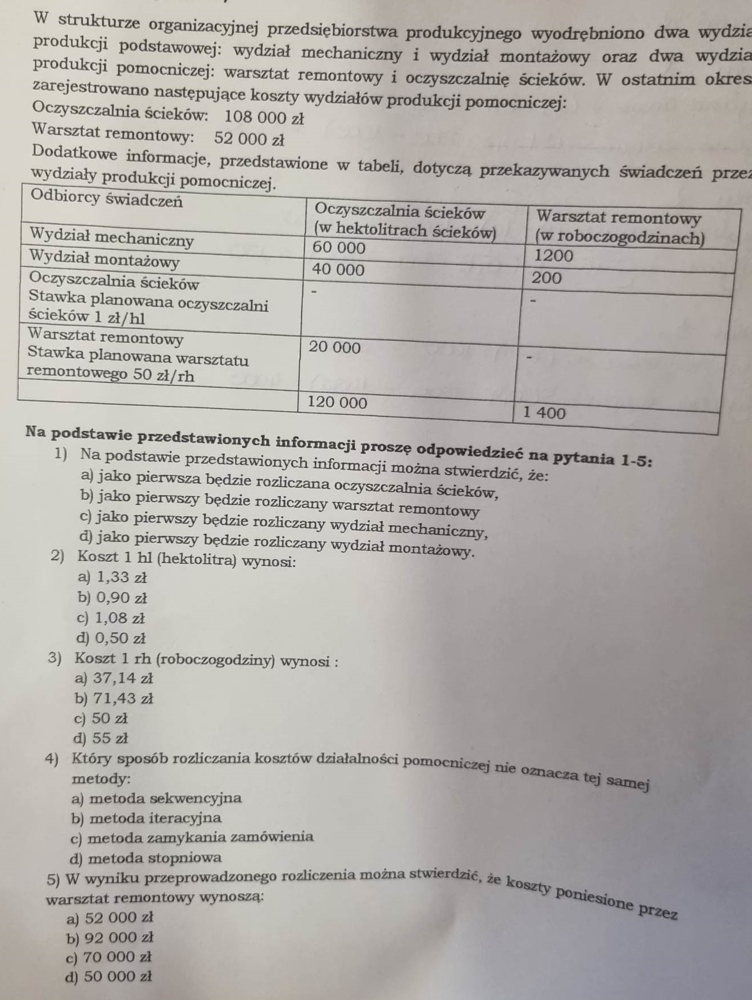 W strukturze organizacyjnej przedsiębiorstwa produkcyjnego wyodrębniono dwa wydzia
produkcji podstawowej: wydział mechaniczny i wydział montażowy oraz dwa wydzia
produkcji pomocniczej: warsztat remontowy i oczyszczalnię ścieków. W ostatnim okres
zarejestrowano następujące koszty wydziałów produkcji pomocniczej:
Oczyszczalnia ścieków: 108 000 zł
Warsztat remontowy: 52 000 zł
Dodatkowe informacje, przedstawione w tabeli, dotyczą przekazywanych świadczeń przez
wydziały produkcji pomocniczej.
Odbiorcy świadczeń
Oczyszczalnia ścieków
(w hektolitrach ścieków)
Warsztat remontowy
(w roboczogodzinach)
Wydział mechaniczny
60 000
1200
Wydział montażowy
40 000
200
Oczyszczalnia ścieków
Stawka planowana oczyszczalni
ścieków 1 zł/hl
-
-
Warsztat remontowy
Stawka planowana warsztatu
remontowego 50 zł/rh
20 000
-
120 000
1 400
Na podstawie przedstawionych informacji proszę odpowiedzieć na pytania 1-5:
1) Na podstawie przedstawionych informacji można stwierdzić, że:
a) jako pierwsza będzie rozliczana oczyszczalnia ścieków,
b) jako pierwszy będzie rozliczany warsztat remontowy
c) jako pierwszy będzie rozliczany wydział mechaniczny,
d) jako pierwszy będzie rozliczany wydział montażowy.
2) Koszt 1 hl (hektolitra) wynosi:
a) 1,33 zł
b) 0,90 zł
c) 1,08 zł
d) 0,50 zł
3) Koszt 1 rh (roboczogodziny) wynosi :
a) 37,14 zł
b) 71,43 zł
c) 50 zł
d) 55 zł
4) Który sposób rozliczania kosztów działalności pomocniczej nie oznacza tej samej
metody:
a) metoda sekwencyjna
b) metoda iteracyjna
c) metoda zamykania zamówienia
d) metoda stopniowa
5) W wyniku przeprowadzonego rozliczenia można stwierdzić, że koszty poniesione przez
warsztat remontowy wynoszą:
a) 52 000 zł
b) 92 000 zł
c) 70 000 zł
d) 50 000 zł